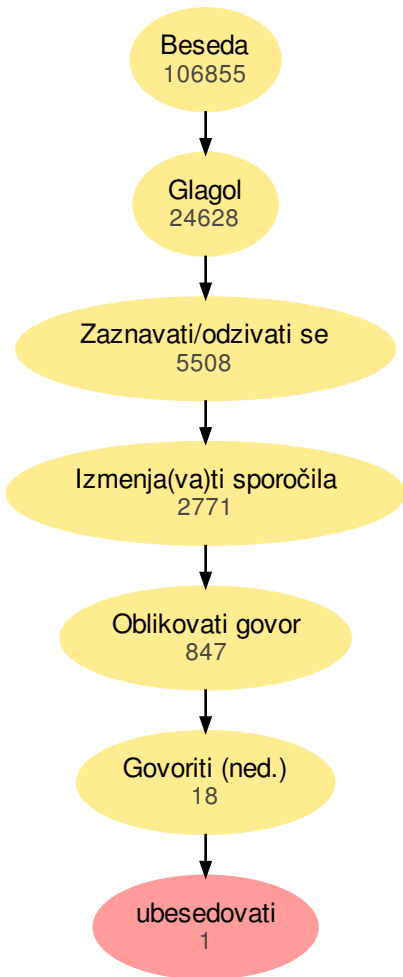 Beseda
106855
Glagol
24628
Zaznavati/odzivati se
5508
Izmenja(va)ti sporočila
2771
Oblikovati govor
847
Govoriti (ned.)
18
ubesedovati
1